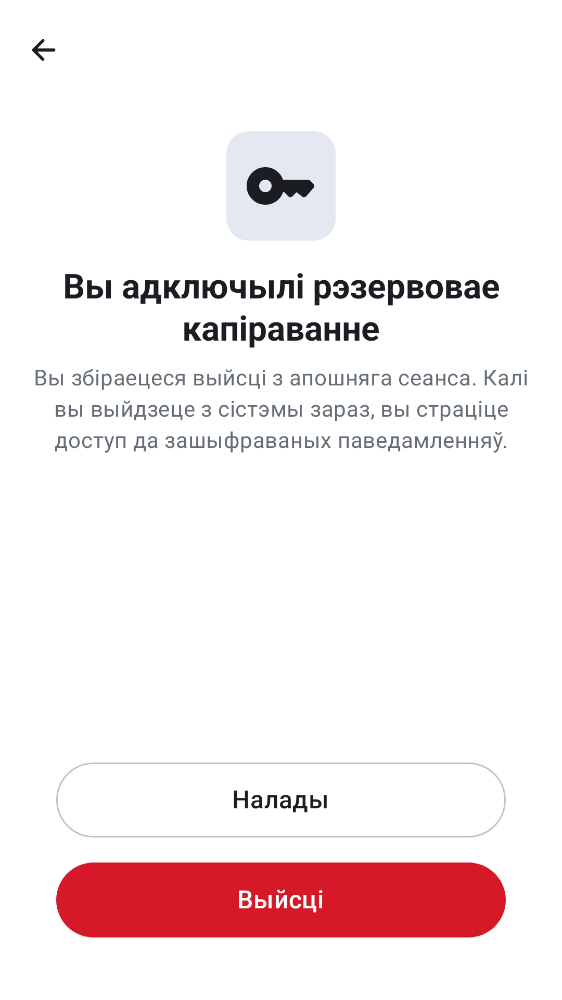 Вы адключылі рэзервовае
капіраванне
Вы збіраецеся выйсці з апошняга сеанса. Калі
вы выйдзеце з сістэмы зараз, вы страціце
доступ да зашыфраваных паведамленняў.
Налады
Выйсці